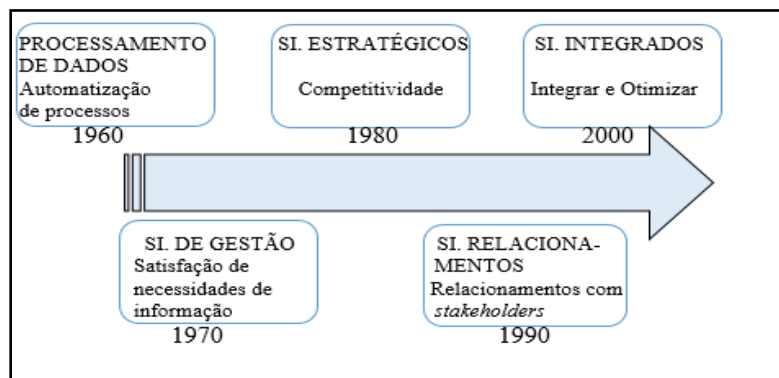 PROCESSAMENTO
DE DADOS
Automatização
de processos
1960
SI. ESTRATÉGICOS
Competitividade
1980
SI. INTEGRADOS
Integrar e Otimizar
2000
SI. DE GESTÃO
Satisfação de
necessidades de
informação
1970
SI. RELACIONA-
MENTOS
Relacionamentos com
stakeholders
1990